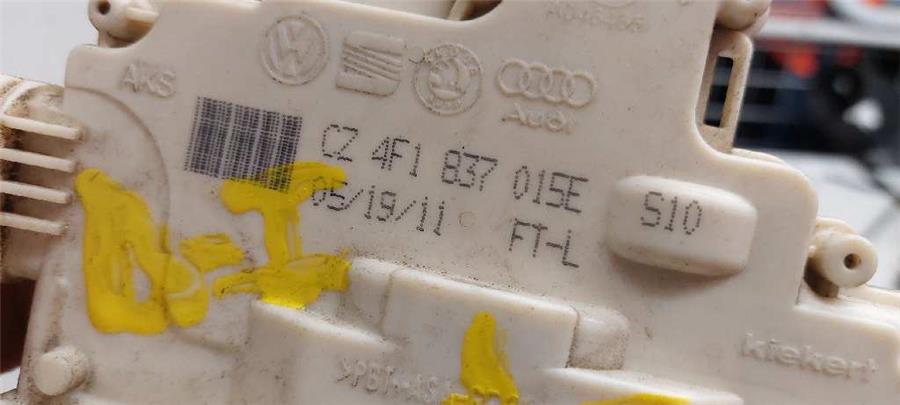 AKS
Audi
CZ 4F1 837 015E
05/19/11
FT-L
S10
kiekert